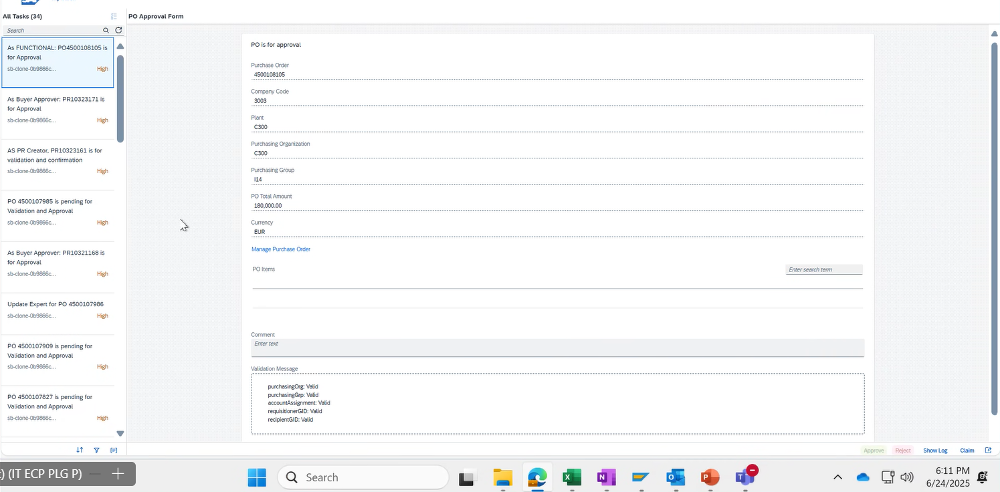 All Tasks (34)
Search
As FUNCTIONAL: PO4500108105 is
for Approval
sb-clone-0b9866c... High
As Buyer Approver: PR10323171 is
for Approval
sb-clone-0b9866c... High
AS PR Creator, PR10323161 is for
validation and confirmation
sb-clone-0b9866c... High
PO 4500107985 is pending for
Validation and Approval
sb-clone-0b9866c... High
As Buyer Approver: PR10321168 is
for Approval
sb-clone-0b9866c... High
Update Expert for PO 4500107986
sb-clone-0b9866c... High
PO 4500107909 is pending for
Validation and Approval
sb-clone-0b9866c... High
PO 4500107827 is pending for
Validation and Approval
sb-clone-0b9866c... High
PO Approval Form
PO is for approval
Purchase Order
4500108105
Company Code
3003
Plant
C300
Purchasing Organization
C300
Purchasing Group
I14
PO Total Amount
180,000.00
Currency
EUR
Manage Purchase Order
PO Items
Enter search term
Comment
Enter text
Validation Message
purchasingOrg: Valid
purchasingGrp: Valid
accountAssignment: Valid
requisitionerGID: Valid
recipientGID: Valid
Approve Reject Show Log Claim
) (IT ECP PLG P)
Search
6:11 PM
6/24/2025